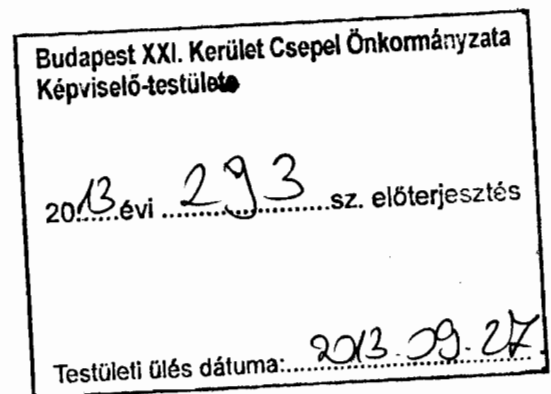 Budapest XXI. Kerület Csepel Önkormányzata
Képviselő-testülete
2013. évi 293 sz. előterjesztés
Testületi ülés dátuma: 2013.09.27